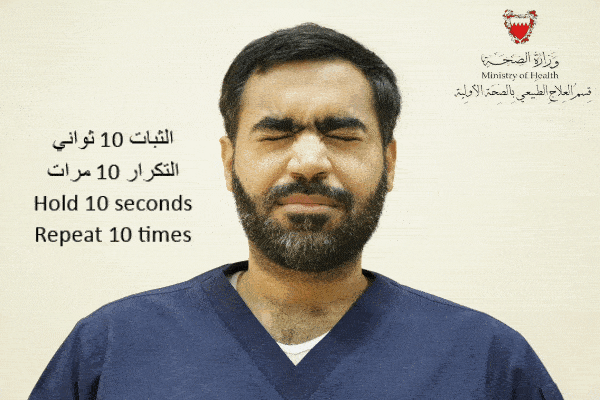 وزارة الصحة
Ministry of Health
قسم العلاج الطبيعي بالصحة الأولية
الثبات 10 ثواني
التكرار 10 مرات
Hold 10 seconds
Repeat 10 times